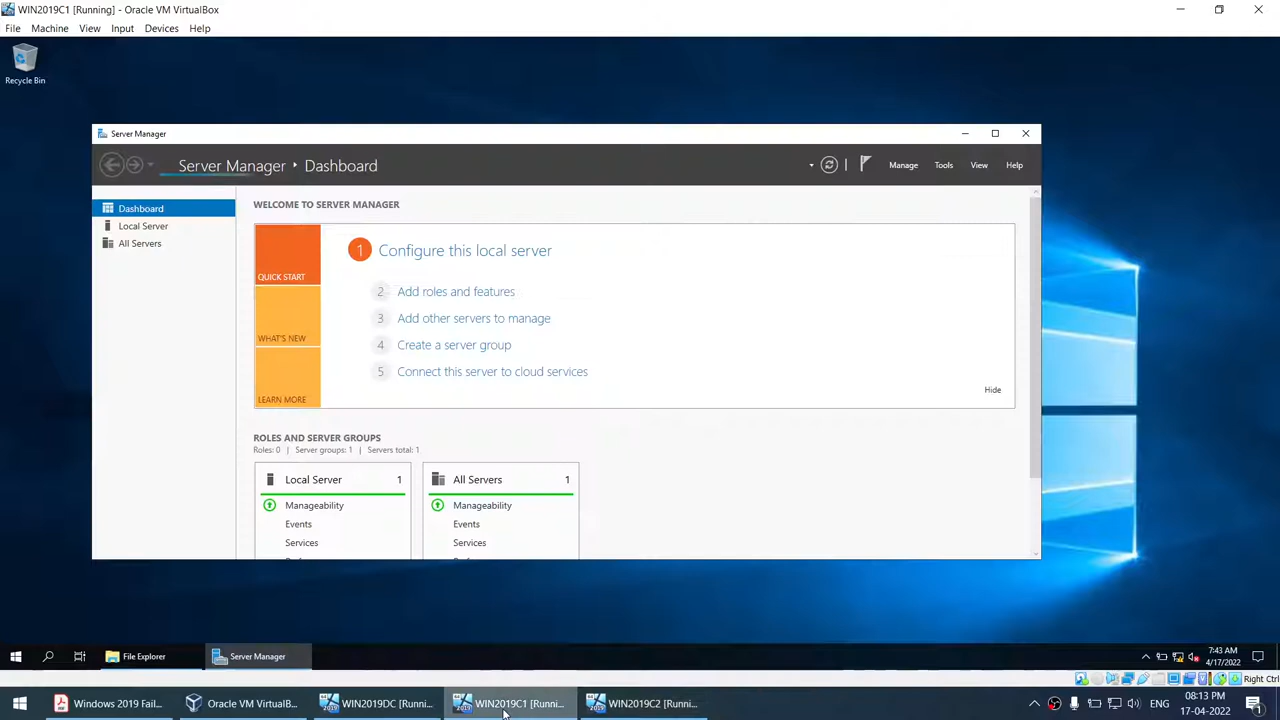 WIN2019C1 [Running] - Oracle VM VirtualBox
File Machine View Input Devices Help
Recycle Bin
Server Manager
Server Manager Dashboard
Manage Tools View Help
Dashboard
Local Server
All Servers
WELCOME TO SERVER MANAGER
QUICK START
WHAT'S NEW
LEARN MORE
1 Configure this local server
2 Add roles and features
3 Add other servers to manage
4 Create a server group
5 Connect this server to cloud services
Hide
ROLES AND SERVER GROUPS
Roles: 0 | Server groups: 1 | Servers total: 1
Local Server 1
Manageability
Events
Services
All Servers 1
Manageability
Events
Services
File Explorer
Server Manager
7:43 AM
4/17/2022
Right Ctrl
Windows 2019 Fail...
Oracle VM VirtualB...
WIN2019DC [Runni...
WIN2019C1 [Runni...
WIN2019C2 [Runni...
08:13 PM
ENG
17-04-2022
1